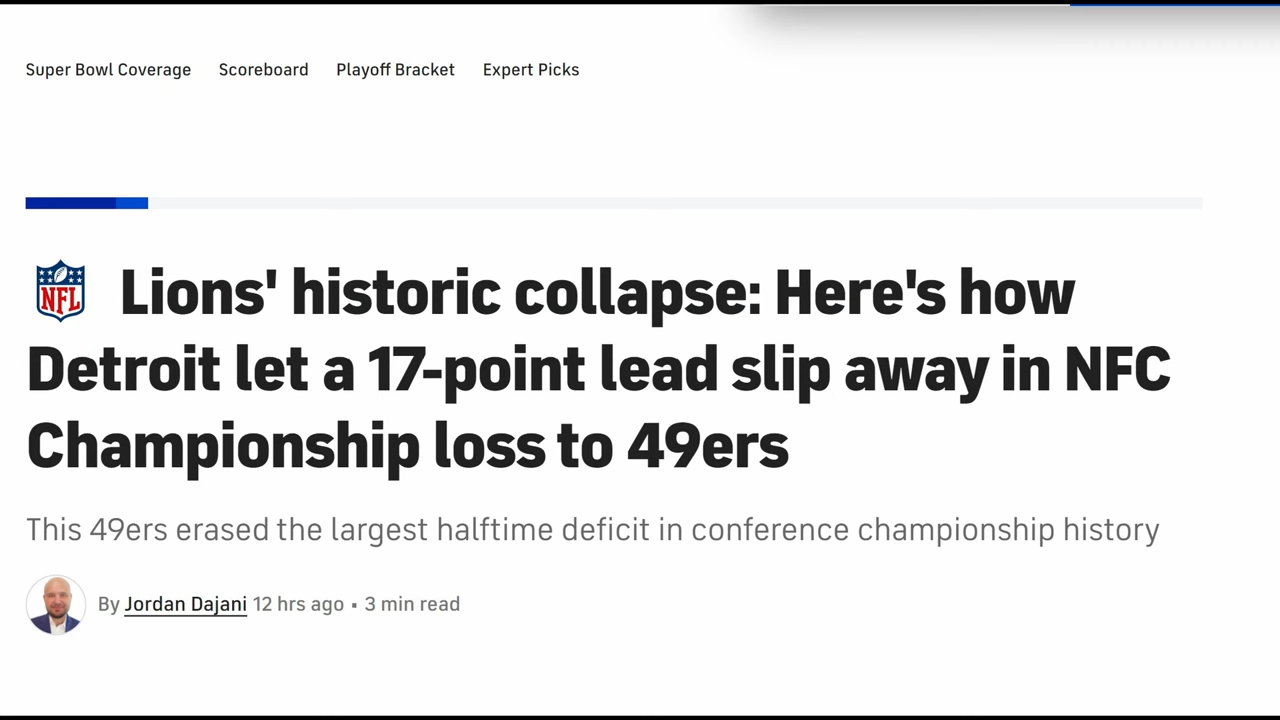 Super Bowl Coverage Scoreboard Playoff Bracket Expert Picks
NFL Lions' historic collapse: Here's how
Detroit let a 17-point lead slip away in NFC
Championship loss to 49ers
This 49ers erased the largest halftime deficit in conference championship history
By Jordan Dajani 12 hrs ago • 3 min read